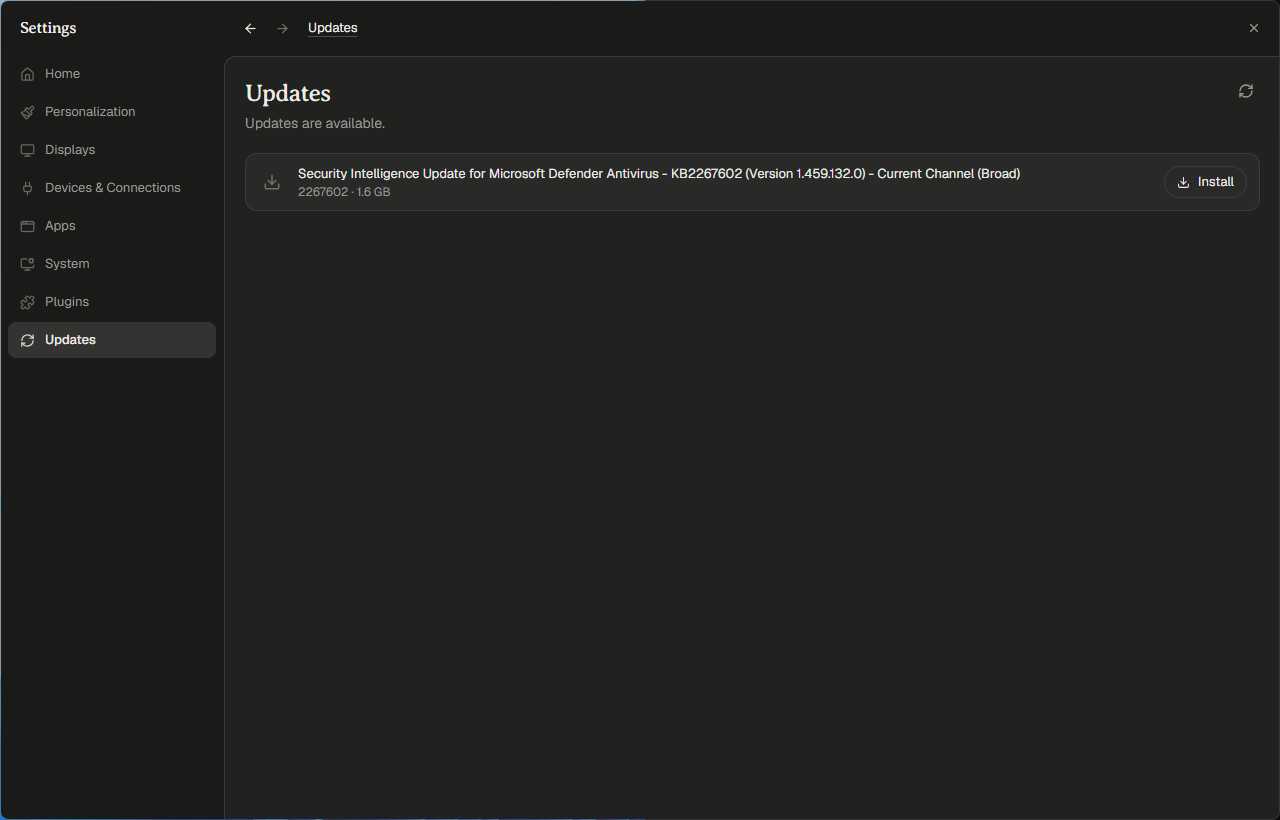 Settings
Updates
Home
Personalization
Displays
Devices & Connections
Apps
System
Plugins
Updates
Updates
Updates are available.
Security Intelligence Update for Microsoft Defender Antivirus - KB2267602 (Version 1.459.132.0) - Current Channel (Broad)
2267602 · 1.6 GB
Install